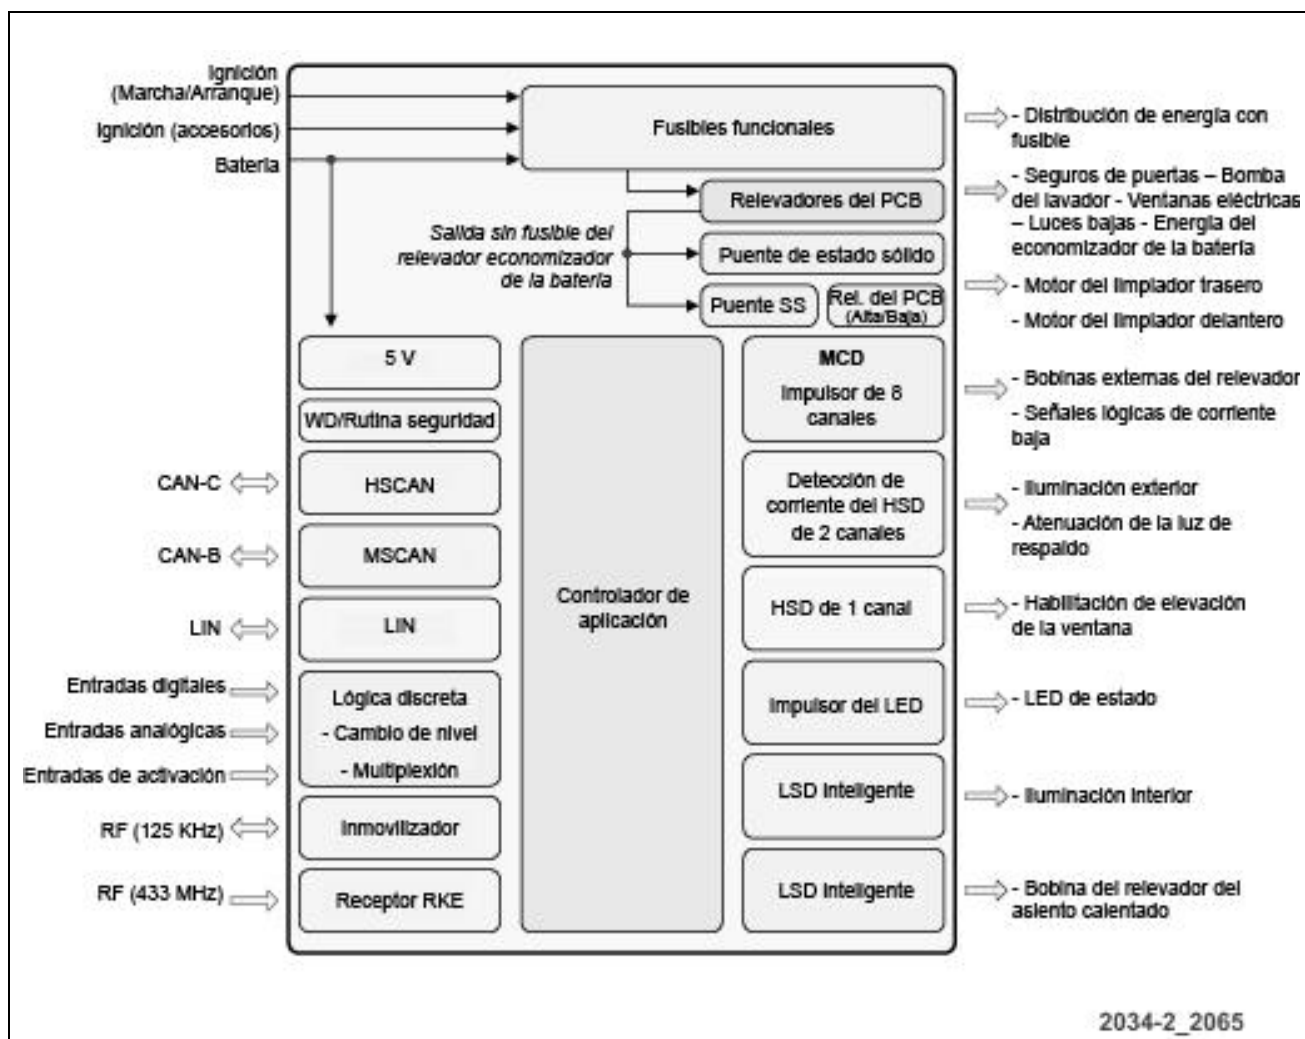 Ignición
(Marcha/Arranque)
Ignición (accesorios)
Batería
Fusibles funcionales
- Distribución de energía con
fusible
Relevadores del PCB
- Seguros de puertas – Bomba
del lavador - Ventanas eléctricas
– Luces bajas - Energía del
economizador de la batería
Salida sin fusible del
relevador economizador
de la batería
Puente de estado sólido
Puente SS
Rel. del PCB
(Alta/Baja)
- Motor del limpiador trasero
- Motor del limpiador delantero
5 V
WD/Rutina seguridad
MCD
Impulsor de 8
canales
- Bobinas externas del relevador
- Señales lógicas de corriente
baja
CAN-C
HSCAN
Detección de
corriente del HSD
de 2 canales
- Iluminación exterior
- Atenuación de la luz de
respaldo
CAN-B
MSCAN
Controlador de
aplicación
LIN
LIN
HSD de 1 canal
- Habilitación de elevación
de la ventana
Entradas digitales
Entradas analógicas
Entradas de activación
Lógica discreta
- Cambio de nivel
- Multiplexión
Impulsor del LED
- LED de estado
RF (125 KHz)
Inmovilizador
LSD Inteligente
- Iluminación Interior
RF (433 MHz)
Receptor RKE
LSD Inteligente
- Bobina del relevador del
asiento calentado
2034-2_2065